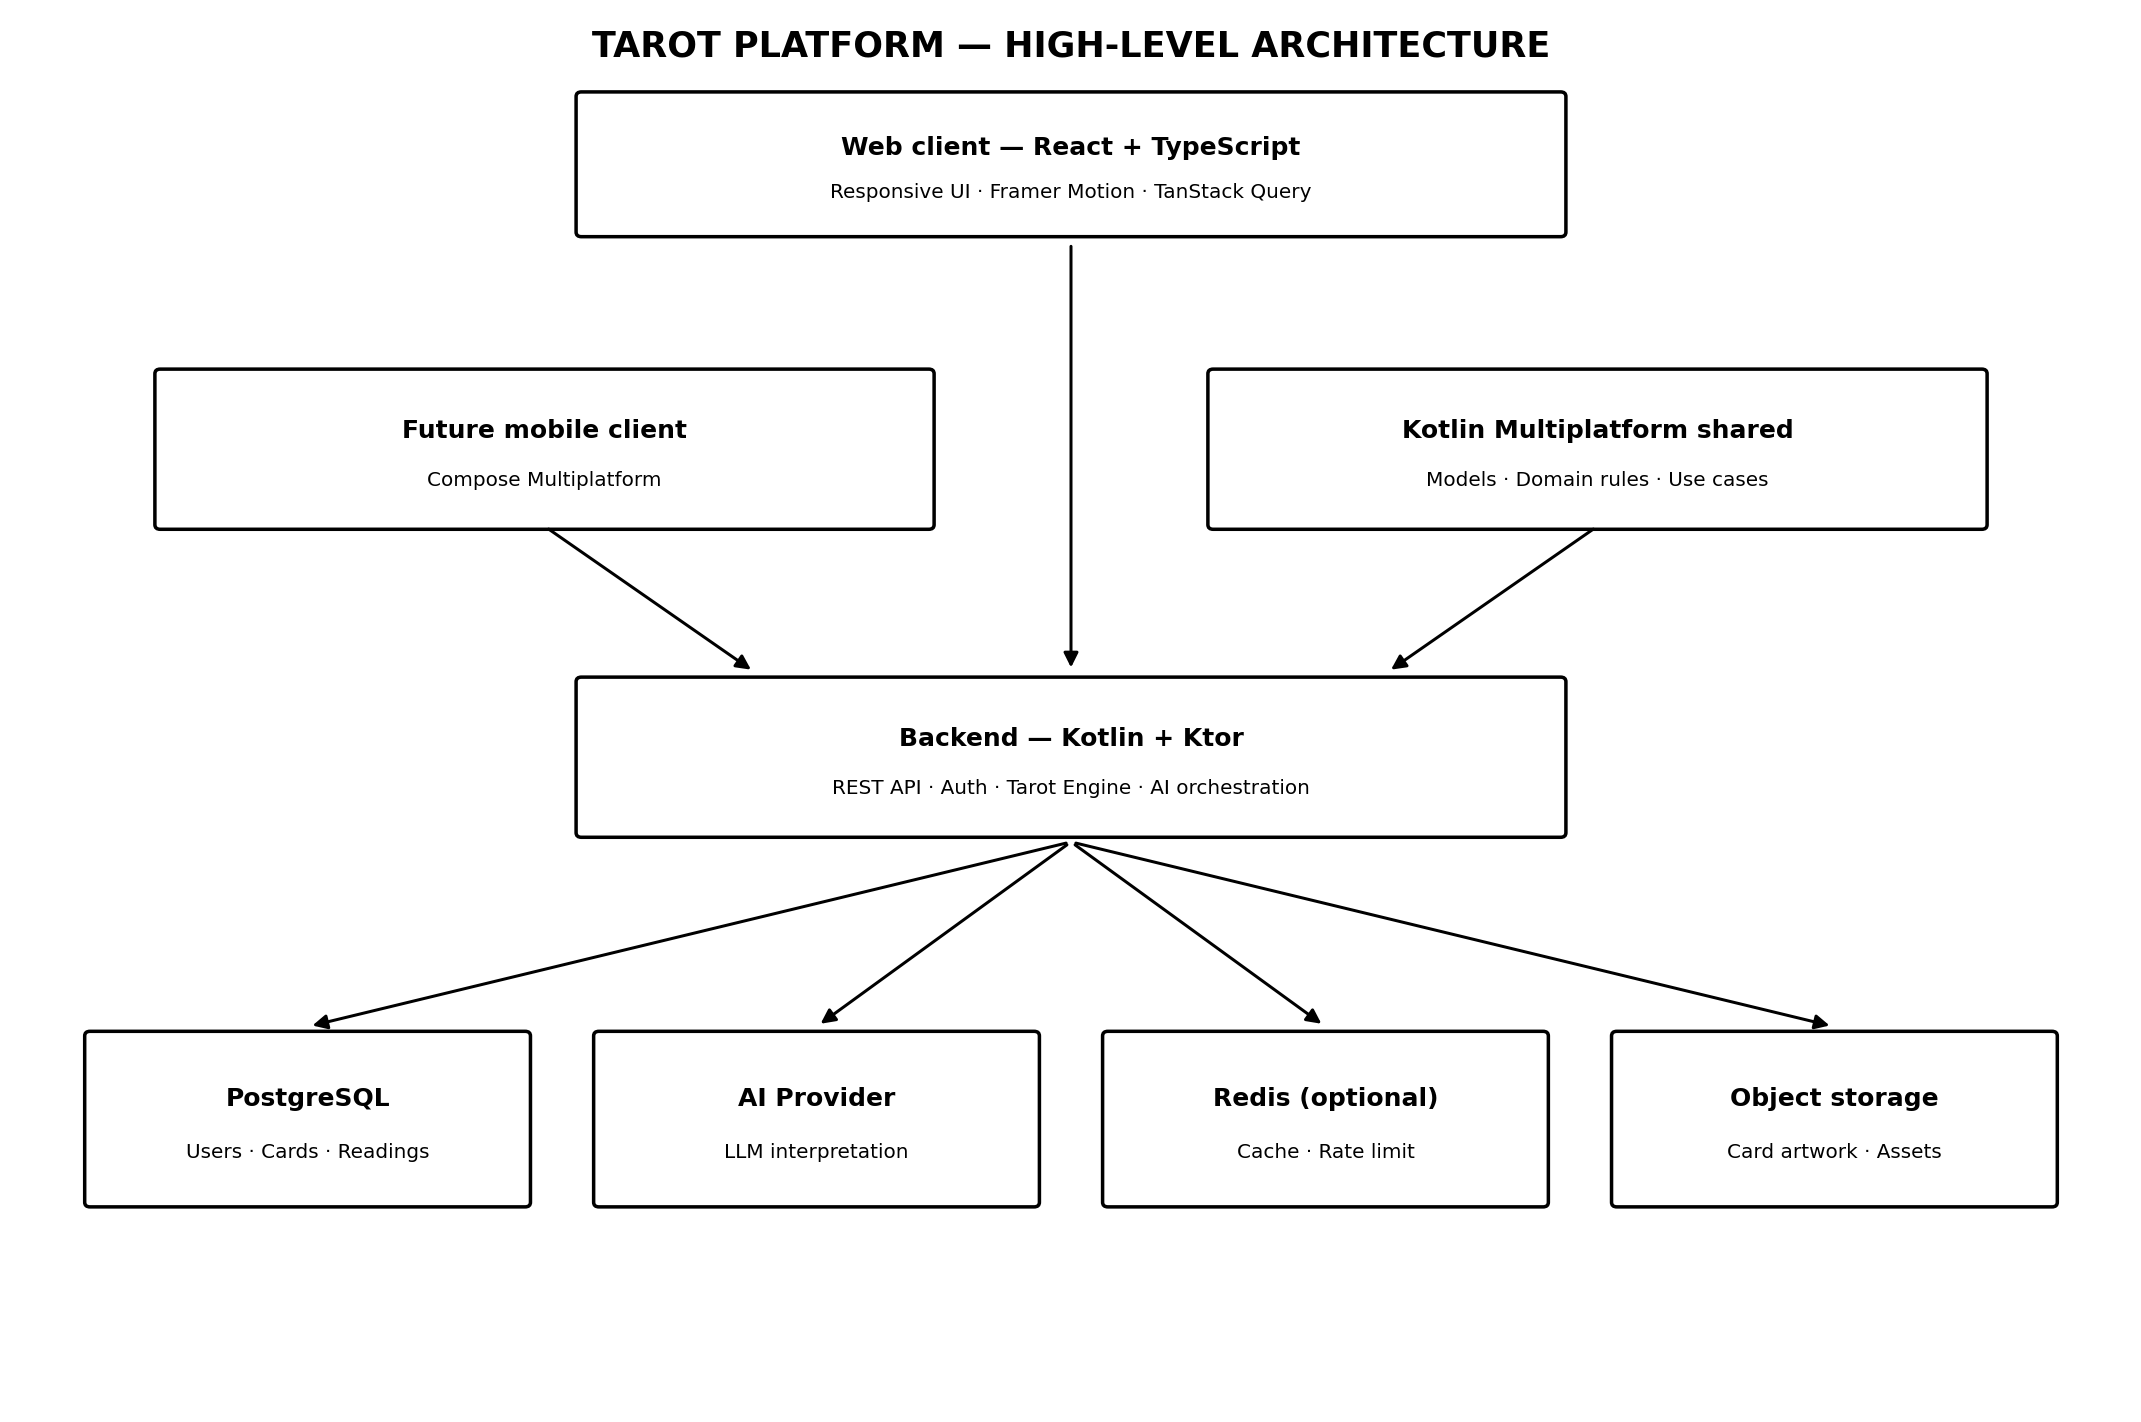 TAROT PLATFORM — HIGH-LEVEL ARCHITECTURE
Web client — React + TypeScript
Responsive UI · Framer Motion · TanStack Query
Future mobile client
Compose Multiplatform
Kotlin Multiplatform shared
Models · Domain rules · Use cases
Backend — Kotlin + Ktor
REST API · Auth · Tarot Engine · AI orchestration
PostgreSQL
Users · Cards · Readings
AI Provider
LLM interpretation
Redis (optional)
Cache · Rate limit
Object storage
Card artwork · Assets